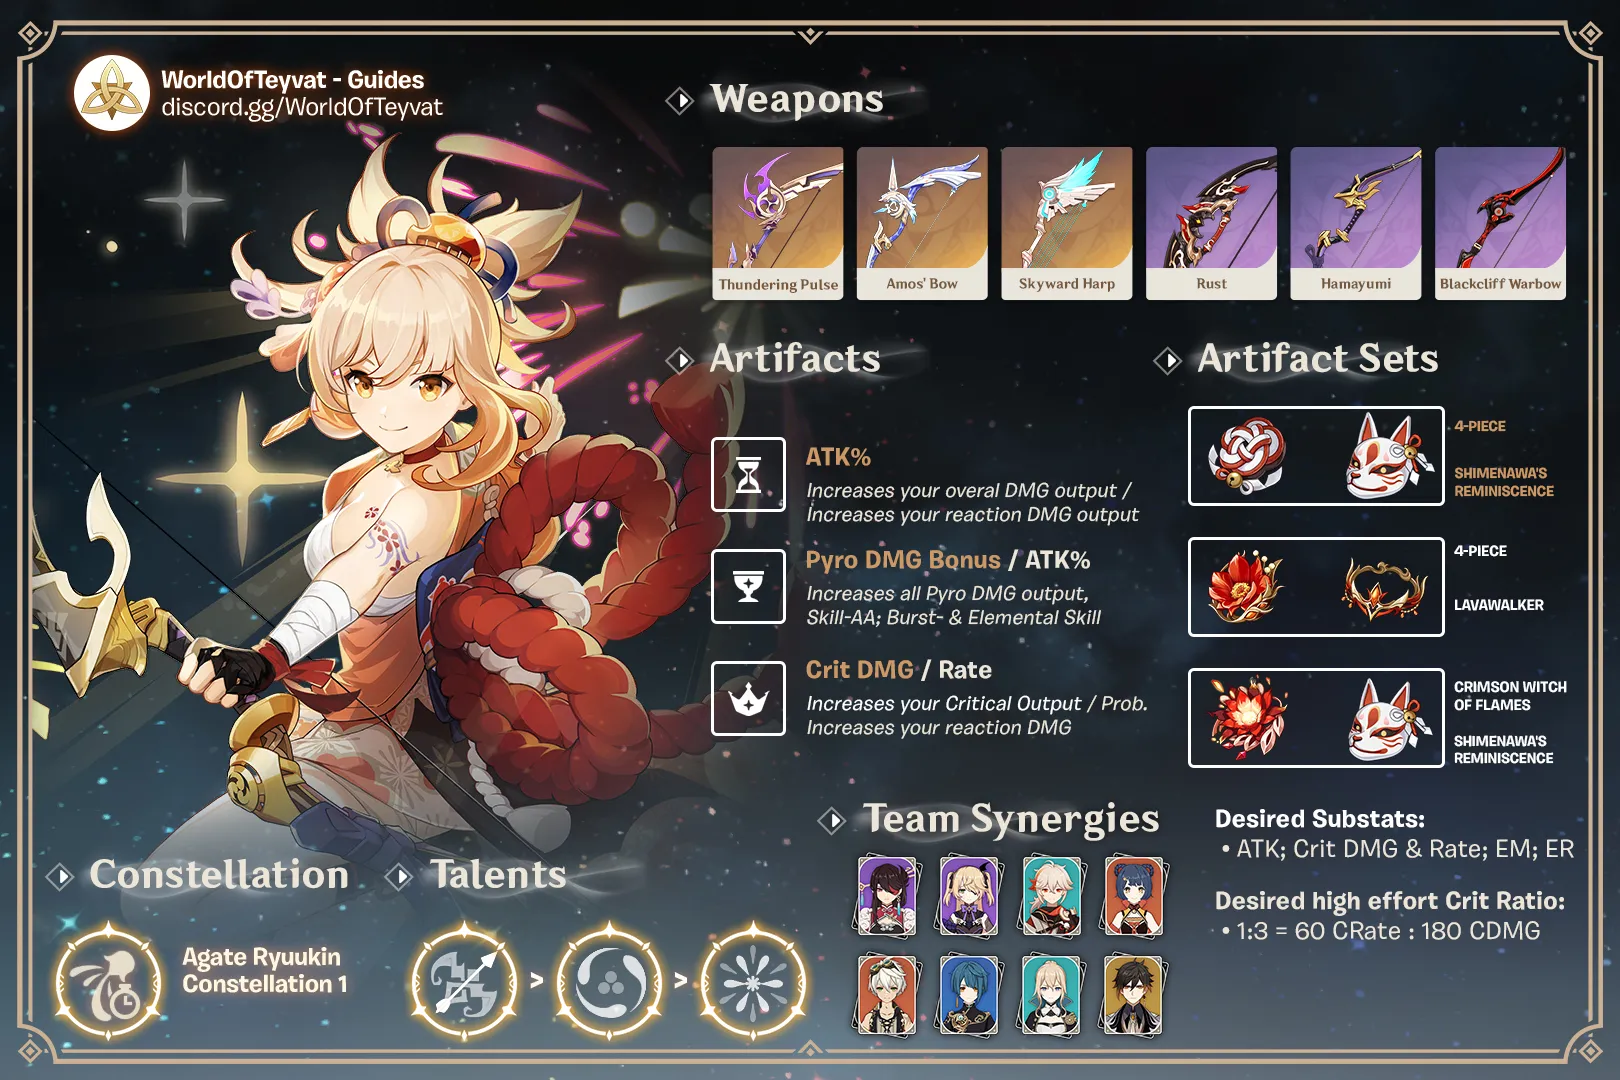 WorldOfTeyvat - Guides
discord.gg/WorldOfTeyvat
Weapons
Thundering Pulse
Amos' Bow
Skyward Harp
Rust
Hamayumi
Blackcliff Warbow
Artifacts
ATK%
Increases your overal DMG output /
Increases your reaction DMG output
Pyro DMG Bonus / ATK%
Increases all Pyro DMG output,
Skill-AA; Burst- & Elemental Skill
Crit DMG / Rate
Increases your Critical Output / Prob.
Increases your reaction DMG
Artifact Sets
4-PIECE
SHIMENAWA'S
REMINISCENCE
4-PIECE
LAVAWALKER
CRIMSON WITCH
OF FLAMES
SHIMENAWA'S
REMINISCENCE
Team Synergies
Desired Substats:
• ATK; Crit DMG & Rate; EM; ER
Desired high effort Crit Ratio:
• 1:3 = 60 CRate : 180 CDMG
Constellation
Agate Ryuukin
Constellation 1
Talents
> >